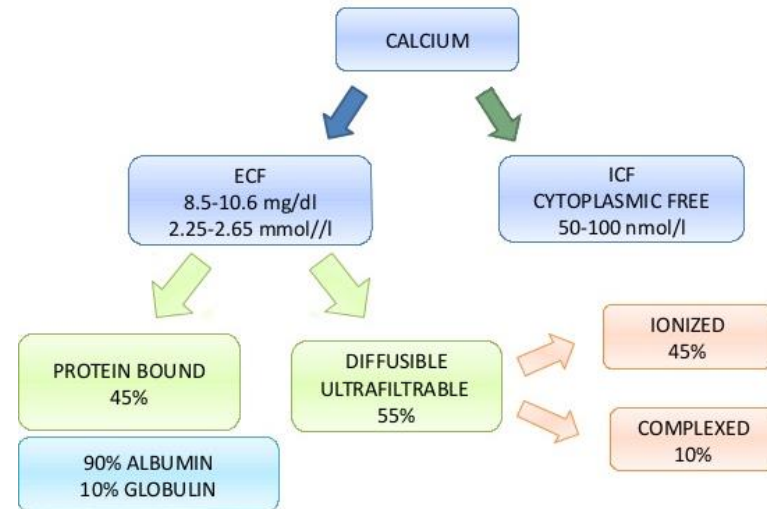 CALCIUM
ECF
8.5-10.6 mg/dl
2.25-2.65 mmol//l
ICF
CYTOPLASMIC FREE
50-100 nmol/l
PROTEIN BOUND
45%
90% ALBUMIN
10% GLOBULIN
DIFFUSIBLE
ULTRAFILTRABLE
55%
IONIZED
45%
COMPLEXED
10%